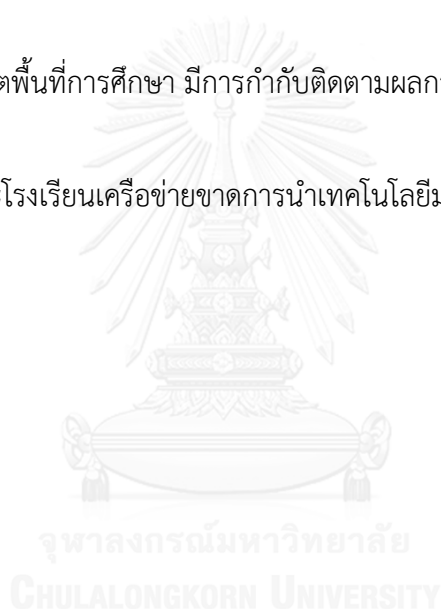 ตพื้นที่การศึกษา มีการกำกับติดตามผลก
ะโรงเรียนเครือข่ายขาดการนำเทคโนโลยีม
จุฬาลงกรณ์มหาวิทยาลัย
CHULALONGKORN UNIVERSITY